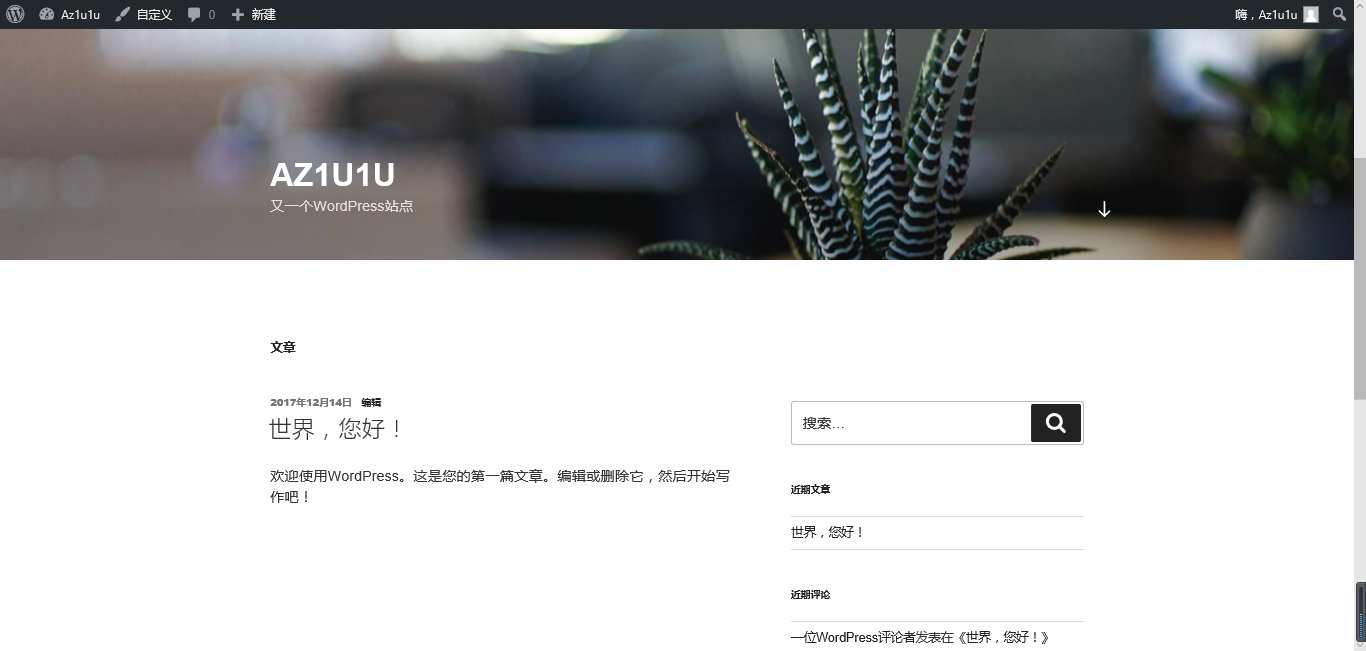 Az1u1u 自定义 0 新建 嗨，Az1u1u
AZ1U1U
又一个WordPress站点
文章
2017年12月14日 编辑
世界，您好！
欢迎使用WordPress。这是您的第一篇文章。编辑或删除它，然后开始写
作吧！
搜索…
近期文章
世界，您好！
近期评论
一位WordPress评论者发表在《世界，您好！》